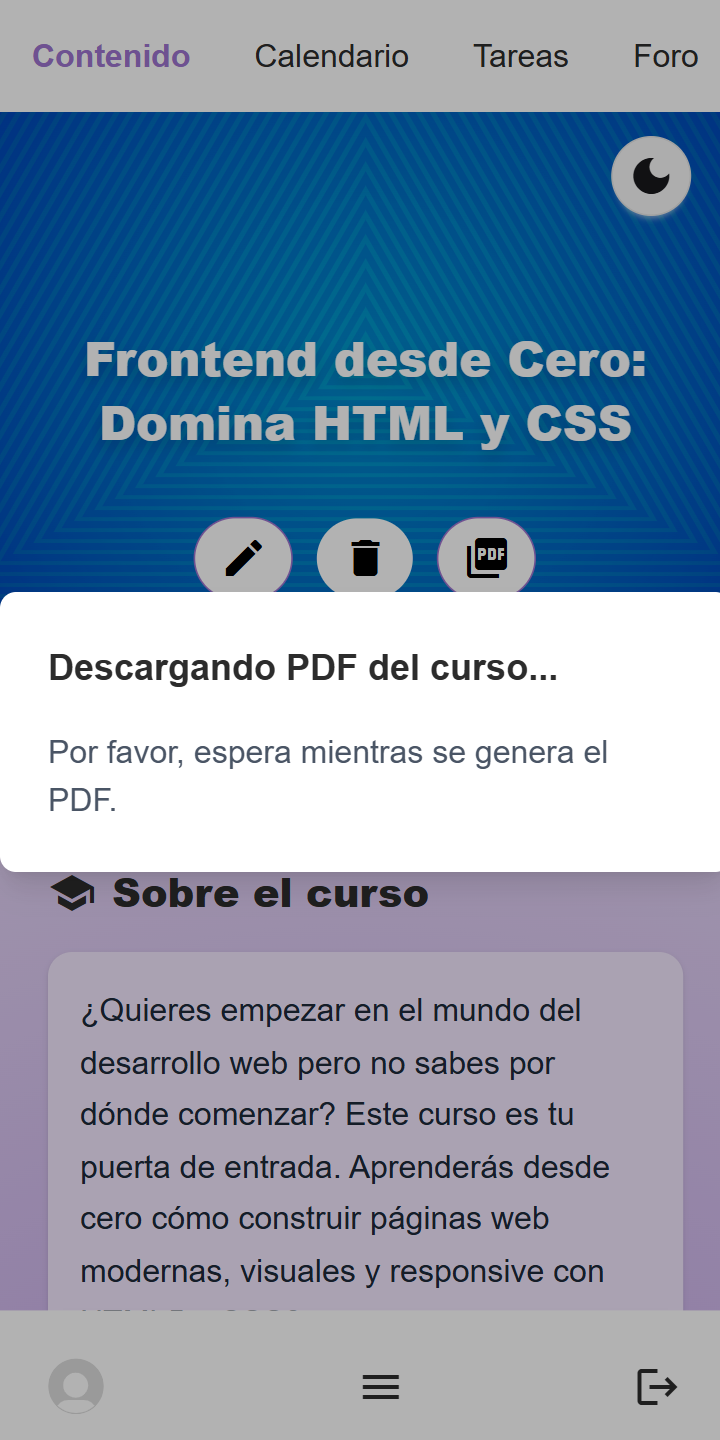 Contenido Calendario Tareas Foro
Frontend desde Cero:
Domina HTML y CSS
PDF
Descargando PDF del curso...
Por favor, espera mientras se genera el
PDF.
Sobre el curso
¿Quieres empezar en el mundo del
desarrollo web pero no sabes por
dónde comenzar? Este curso es tu
puerta de entrada. Aprenderás desde
cero cómo construir páginas web
modernas, visuales y responsive con